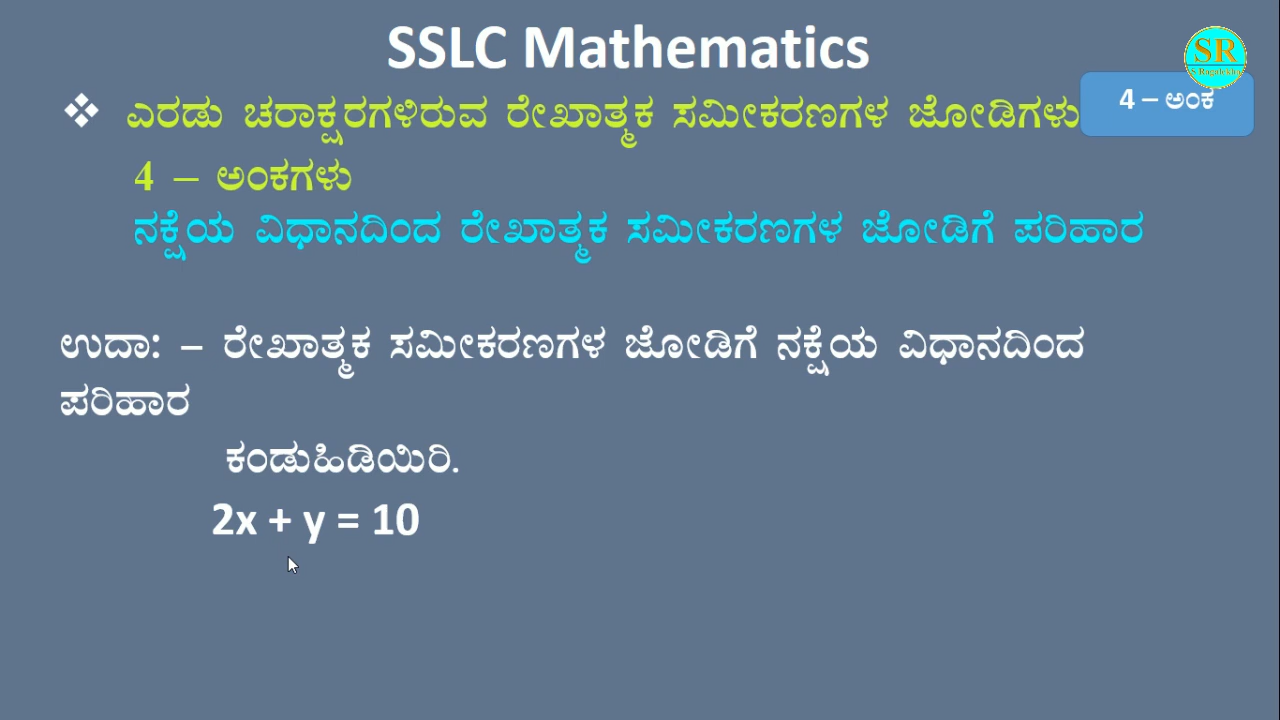 SSLC Mathematics
SR
S Ragalekha
4 – ಅಂಕ
❖ ಎರಡು ಚರಾಕ್ಷರಗಳಿರುವ ರೇಖಾತ್ಮಕ ಸಮೀಕರಣಗಳ ಜೋಡಿಗಳು
4 – ಅಂಕಗಳು
ನಕ್ಷೆಯ ವಿಧಾನದಿಂದ ರೇಖಾತ್ಮಕ ಸಮೀಕರಣಗಳ ಜೋಡಿಗೆ ಪರಿಹಾರ
ಉದಾ: – ರೇಖಾತ್ಮಕ ಸಮೀಕರಣಗಳ ಜೋಡಿಗೆ ನಕ್ಷೆಯ ವಿಧಾನದಿಂದ
ಪರಿಹಾರ
ಕಂಡುಹಿಡಿಯಿರಿ.
2x + y = 10